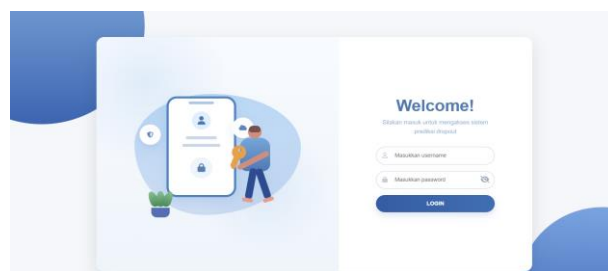 Welcome!
Silakan masuk untuk mengakses sistem
prediksi dropout
Masukkan username
Masukkan password
LOGIN